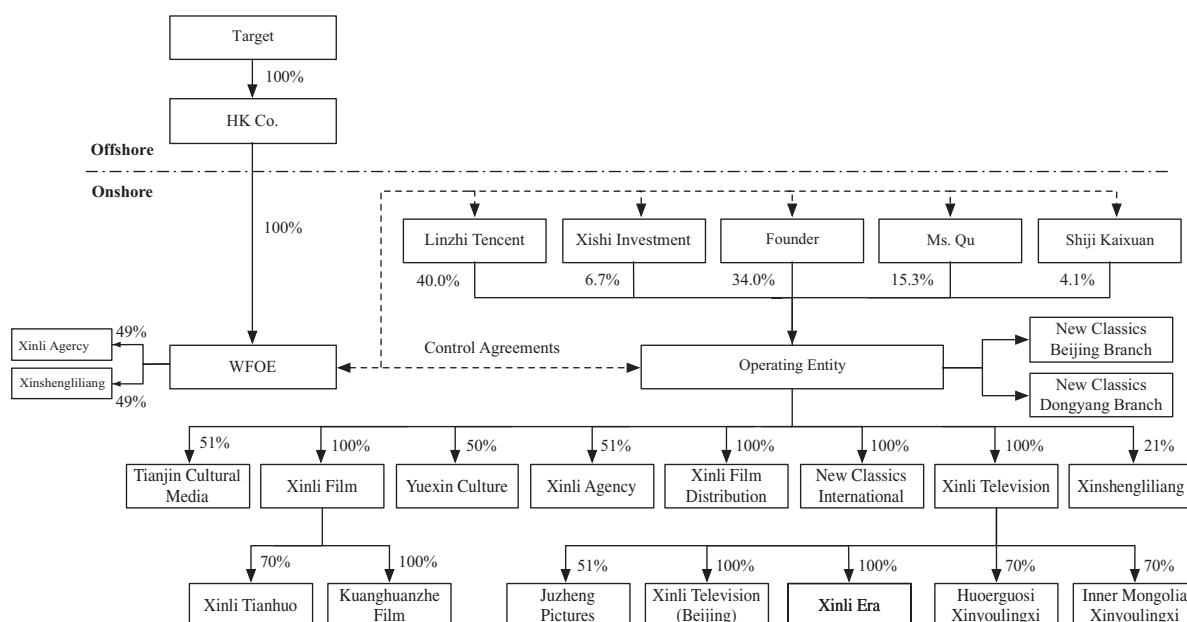 Target
100%
HK Co.
Offshore
Onshore
100%
Linzhi Tencent
Xishi Investment
Founder
Ms. Qu
Shiji Kaixuan
40.0%
6.7%
34.0%
15.3%
4.1%
49%
Xinli Agercy
Xinshengliliang
49%
WFOE
Control Agreements
Operating Entity
New Classics
Beijing Branch
New Classics
Dongyang Branch
51%
100%
50%
51%
100%
100%
100%
21%
Tianjin Cultural
Media
Xinli Film
Yuexin Culture
Xinli Agency
Xinli Film
Distribution
New Classics
International
Xinli Television
Xinshengliliang
70%
100%
51%
100%
100%
70%
70%
Xinli Tianhuo
Kuanghuanzhe
Film
Juzheng
Pictures
Xinli Television
(Beijing)
Xinli Era
Huoerguosi
Xinyoulingxi
Inner Mongolia
Xinyoulingxi